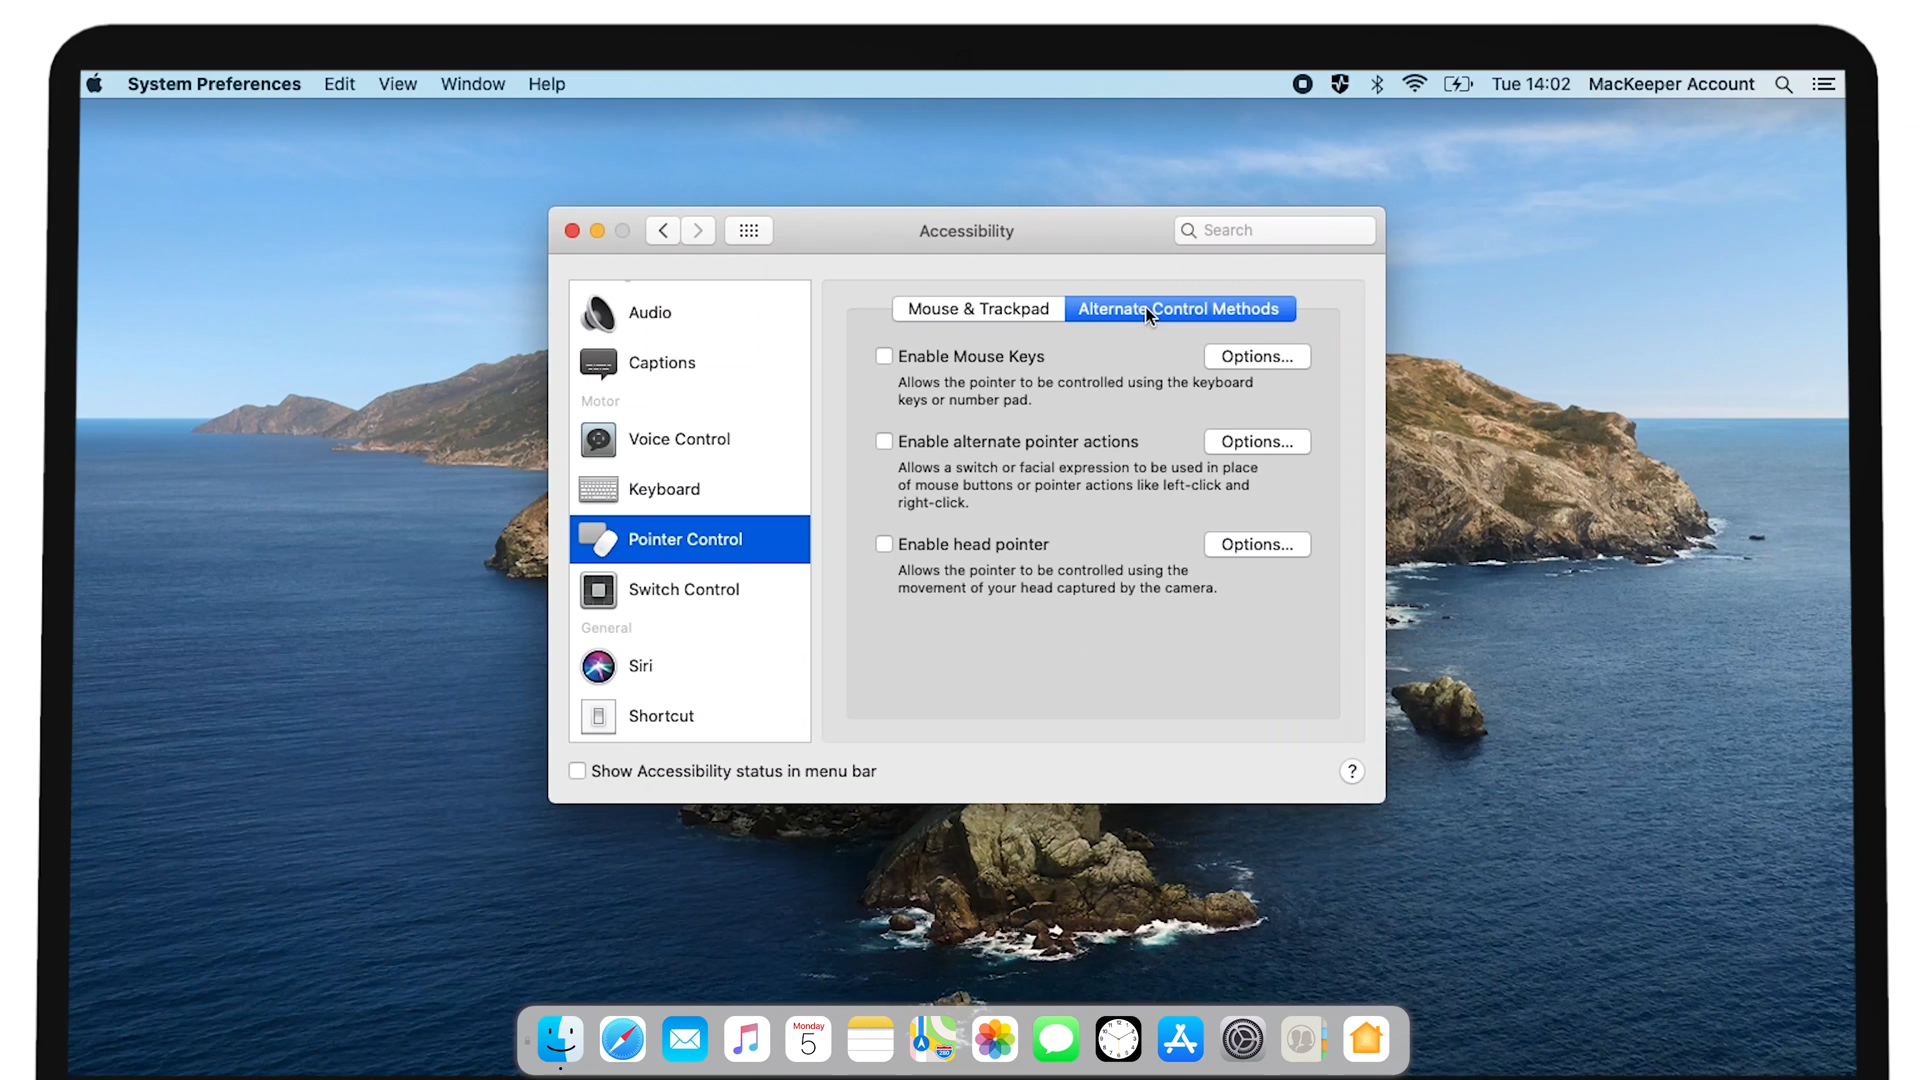 System Preferences Edit View Window Help Tue 14:02 MacKeeper Account
Accessibility
Search
Audio
Captions
Motor
Voice Control
Keyboard
Pointer Control
Switch Control
General
Siri
Shortcut
Mouse & Trackpad Alternate Control Methods
Enable Mouse Keys Options...
Allows the pointer to be controlled using the keyboard
keys or number pad.
Enable alternate pointer actions Options...
Allows a switch or facial expression to be used in place
of mouse buttons or pointer actions like left-click and
right-click.
Enable head pointer Options...
Allows the pointer to be controlled using the
movement of your head captured by the camera.
Show Accessibility status in menu bar ?
Monday
5
280